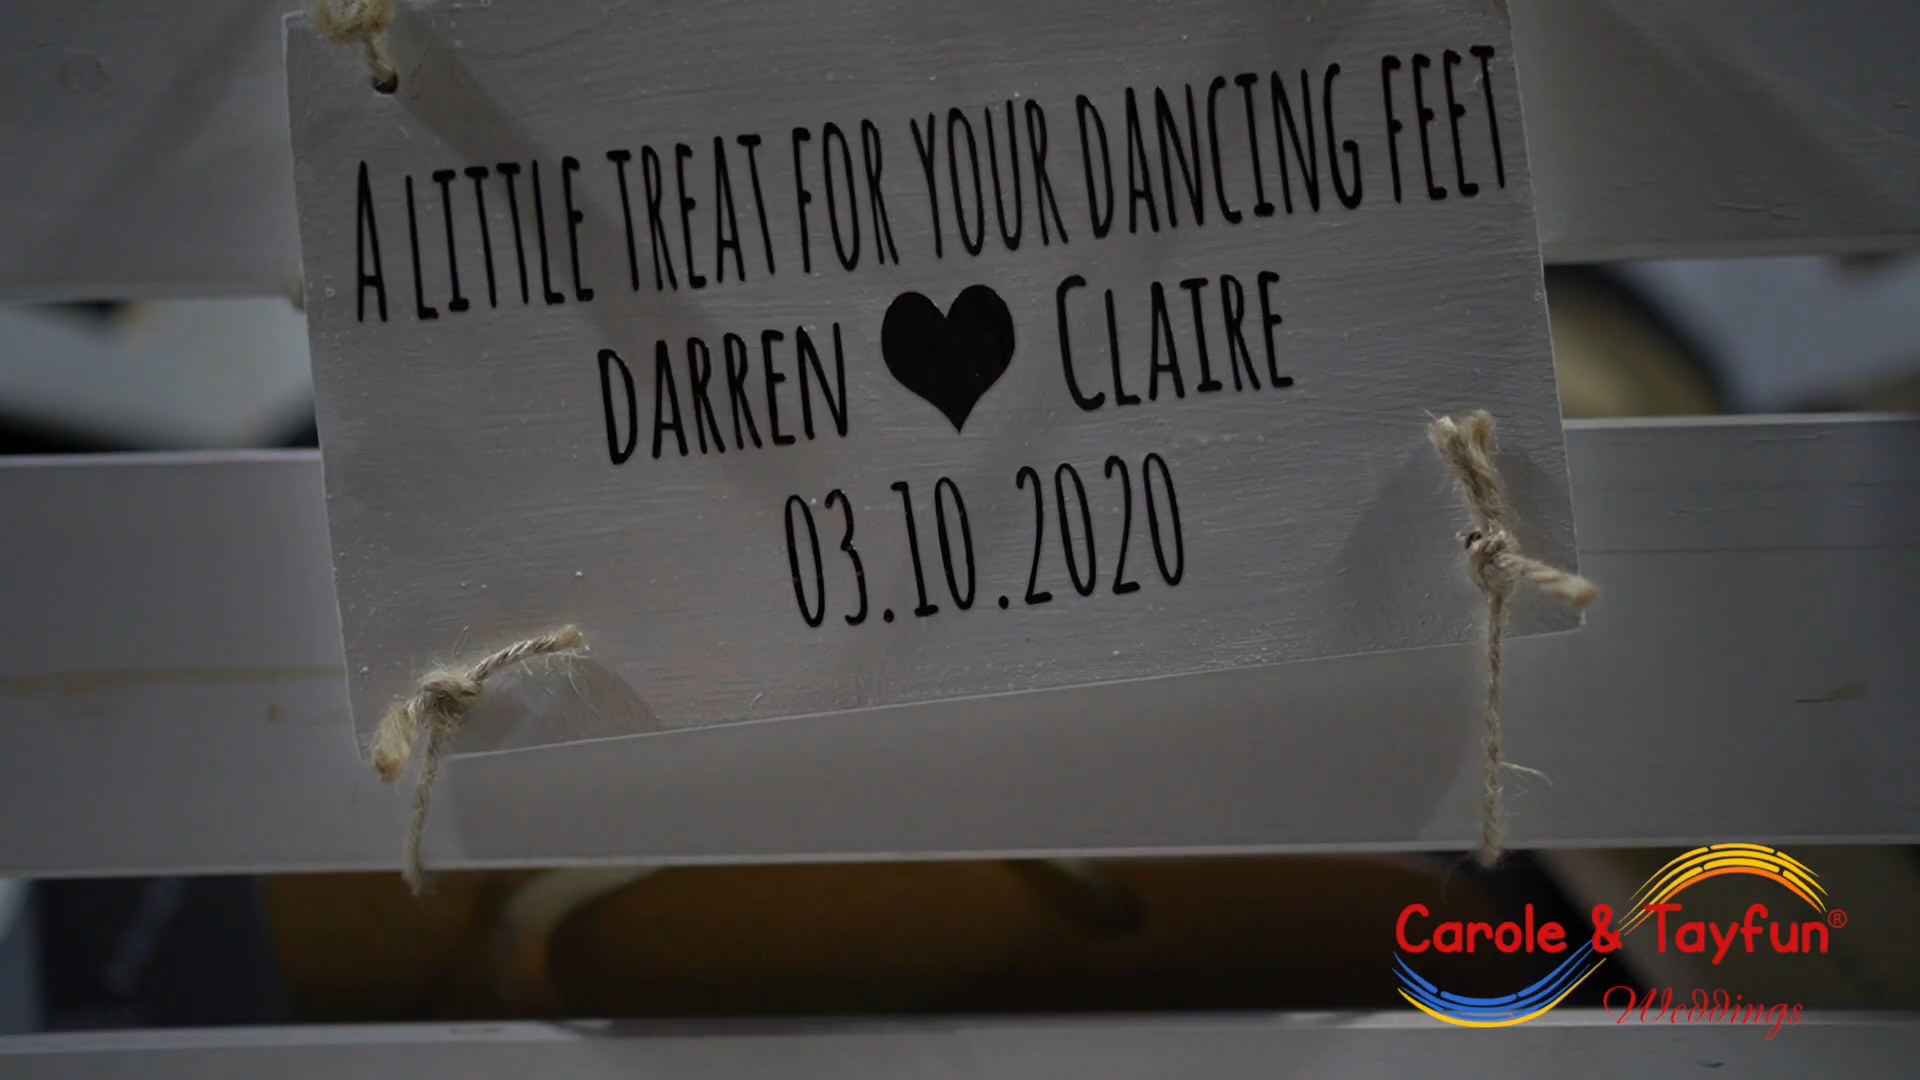 A LITTLE TREAT FOR YOUR DANCING FEET
DARREN CLAIRE
03.10.2020
Carole & Tayfun®
Weddings